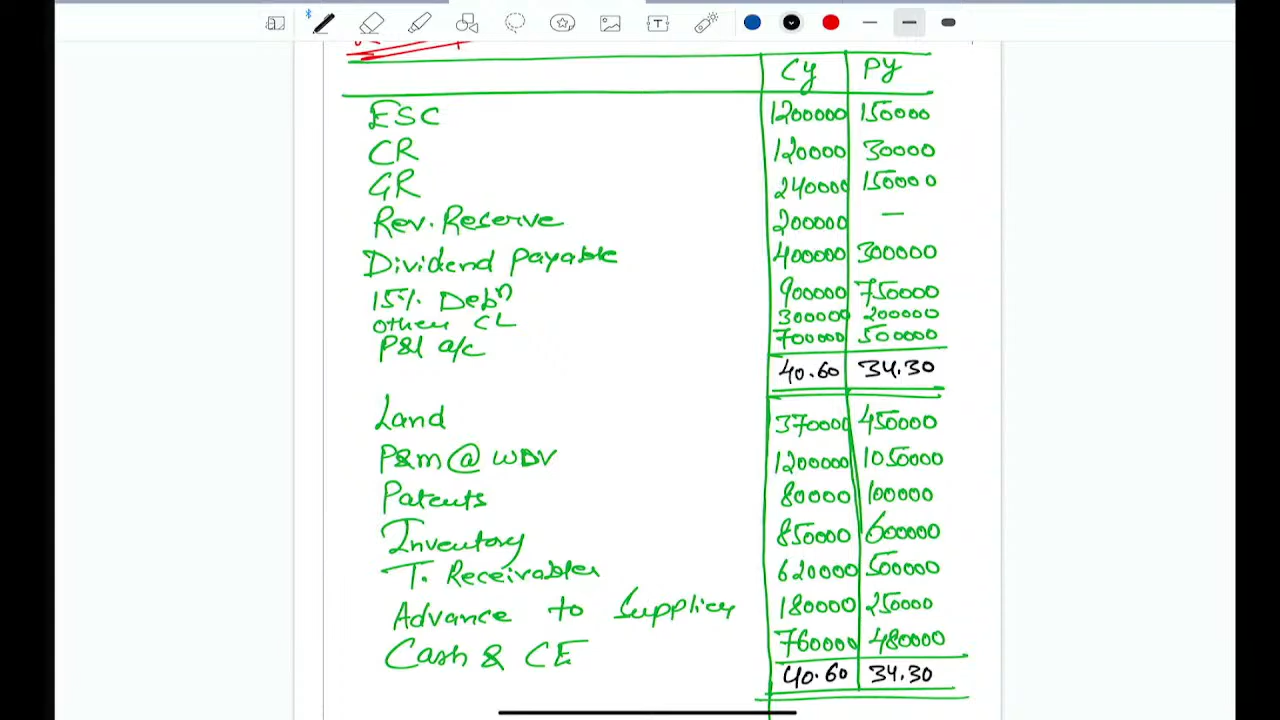 CY PY
ESC 1200000 150000
CR 120000 30000
GR 240000 150000
Rev. Reserve 200000 —
Dividend Payable 400000 300000
15% Debn 900000 750000
other CL 300000 200000
P&l a/c 700000 500000
40.60 34.30
Land 370000 450000
P&m @ WDV 1200000 1050000
Patents 80000 100000
Inventory 850000 600000
T. Receivables 620000 500000
Advance to Supplier 180000 250000
Cash & CE 760000 480000
40.60 34.30